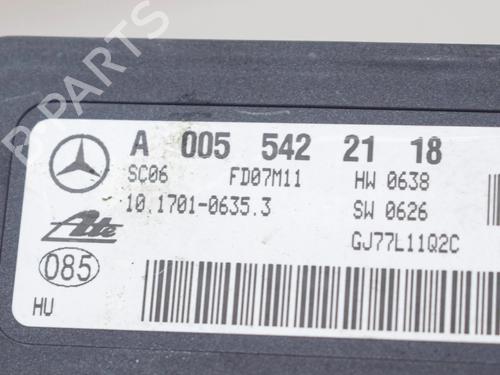 B-PARTS
A 005 542 21 18
SC06 FD07M11 HW 0638
10.1701-0635.3 SW 0626
Ate GJ77L11Q2C
085
HU